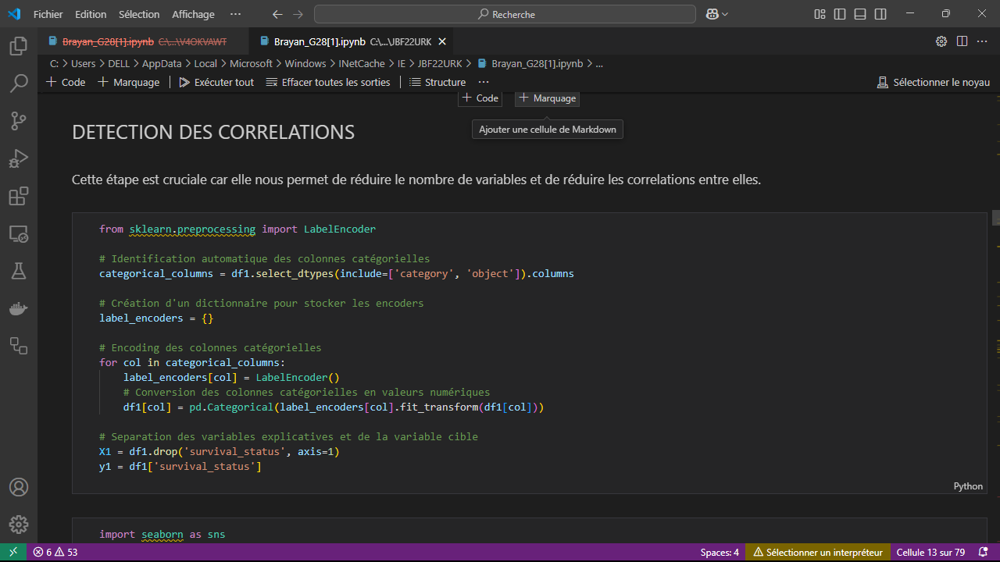 Fichier Edition Sélection Affichage ··· Recherche
Brayan_G28[1].ipynb C:\...\V4OKVAWT Brayan_G28[1].ipynb C:\...\JBF22URK
C: > Users > DELL > AppData > Local > Microsoft > Windows > INetCache > IE > JBF22URK > Brayan_G28[1].ipynb > ...
Code Marquage Exécuter tout Effacer toutes les sorties Structure ··· Sélectionner le noyau
Code Marquage
Ajouter une cellule de Markdown
DETECTION DES CORRELATIONS
Cette étape est cruciale car elle nous permet de réduire le nombre de variables et de réduire les correlations entre elles.
from sklearn.preprocessing import LabelEncoder
# Identification automatique des colonnes catégorielles
categorical_columns = df1.select_dtypes(include=['category', 'object']).columns
# Création d'un dictionnaire pour stocker les encoders
label_encoders = {}
# Encoding des colonnes catégorielles
for col in categorical_columns:
label_encoders[col] = LabelEncoder()
# Conversion des colonnes catégorielles en valeurs numériques
df1[col] = pd.Categorical(label_encoders[col].fit_transform(df1[col]))
# Separation des variables explicatives et de la variable cible
X1 = df1.drop('survival_status', axis=1)
y1 = df1['survival_status']
Python
import seaborn as sns
6 53 Spaces: 4 Sélectionner un interpréteur Cellule 13 sur 79